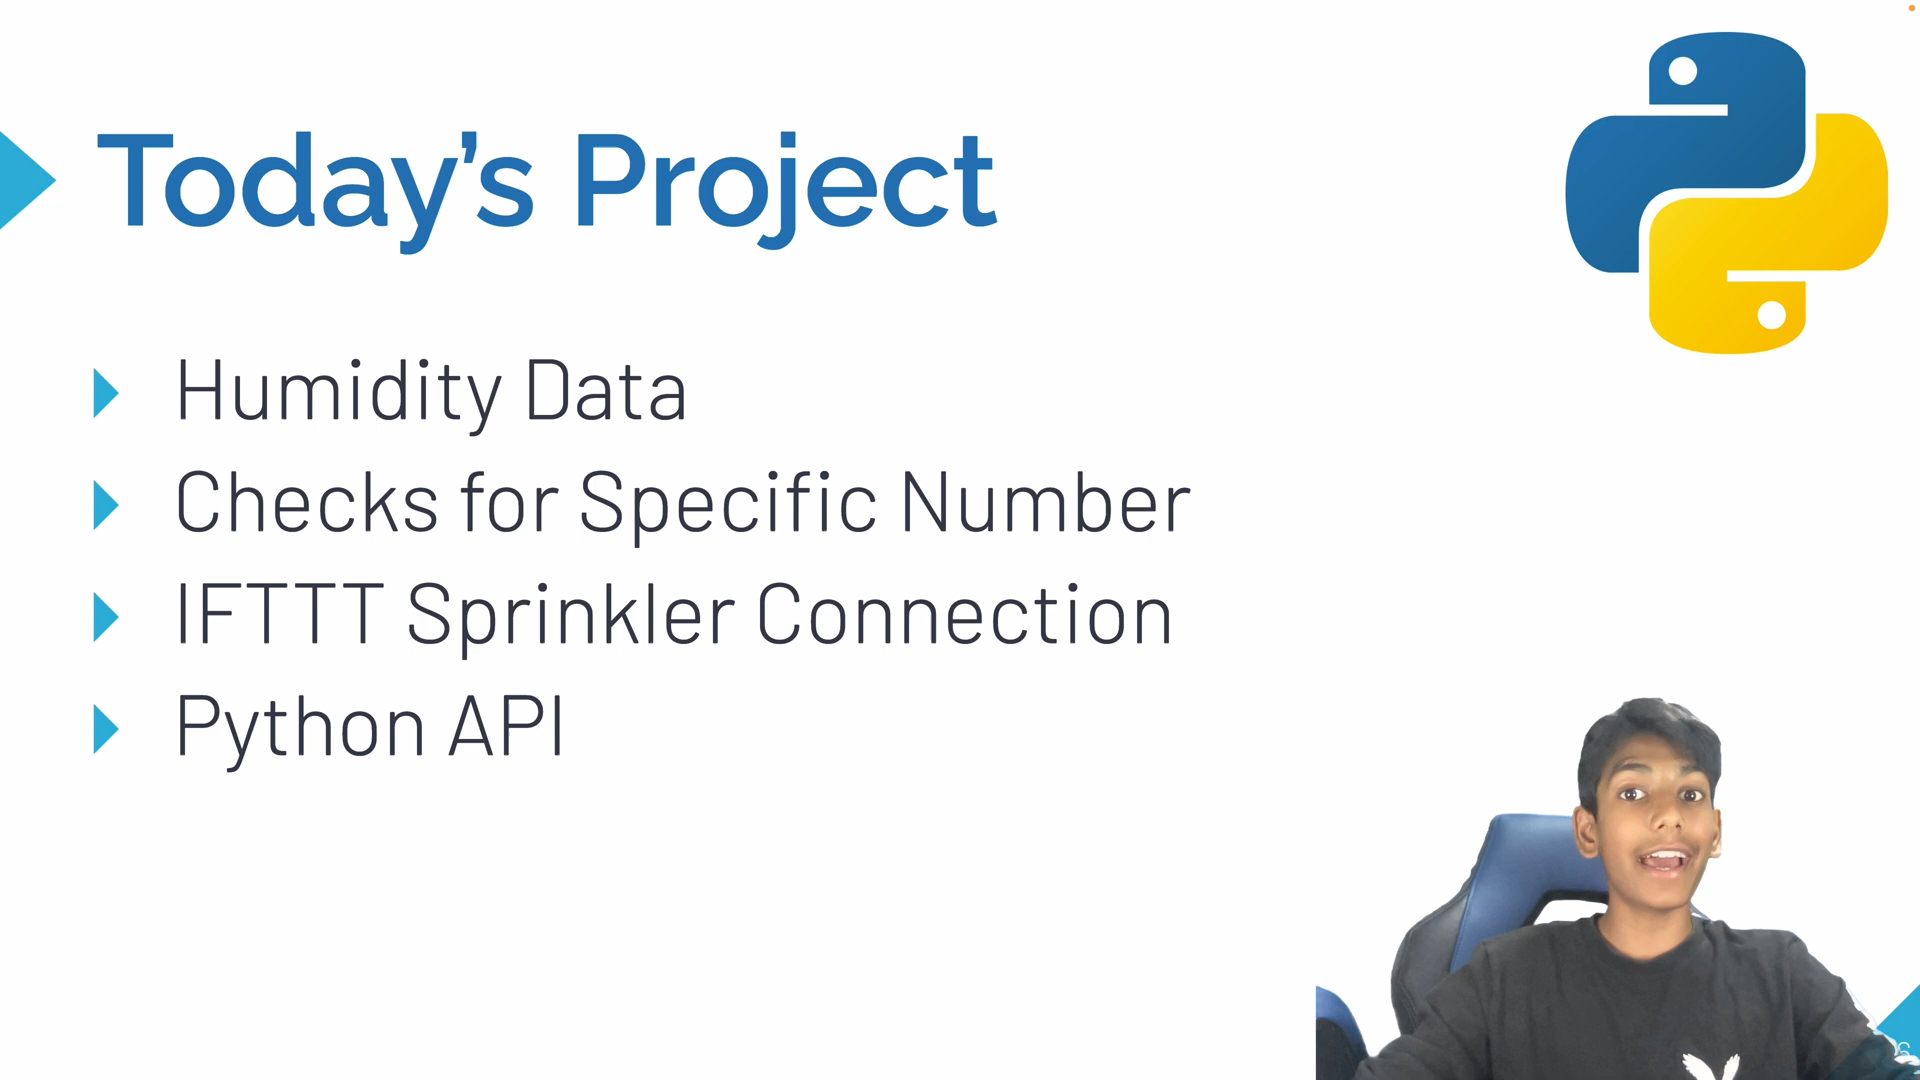 Today's Project
Humidity Data
Checks for Specific Number
IFTTT Sprinkler Connection
Python API